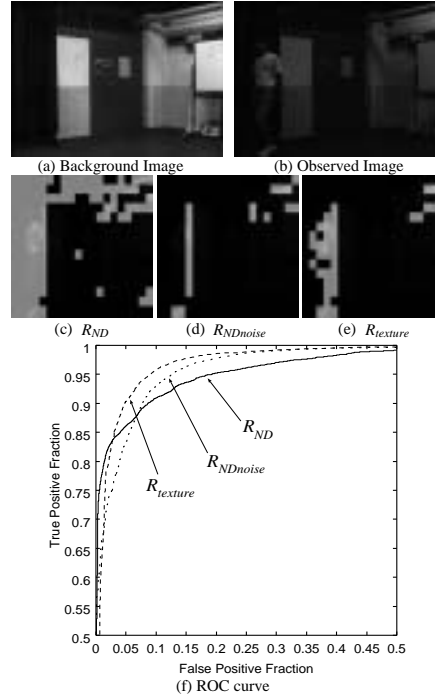 (a) Background Image (b) Observed Image
(c) R_ND (d) R_NDnoise (e) R_texture
1
0.95
0.9
0.85
0.8
0.75
0.7
0.65
0.6
0.55
0.5
True Positive Fraction
R_ND
R_NDnoise
R_texture
0 0.05 0.1 0.15 0.2 0.25 0.3 0.35 0.4 0.45 0.5
False Positive Fraction
(f) ROC curve